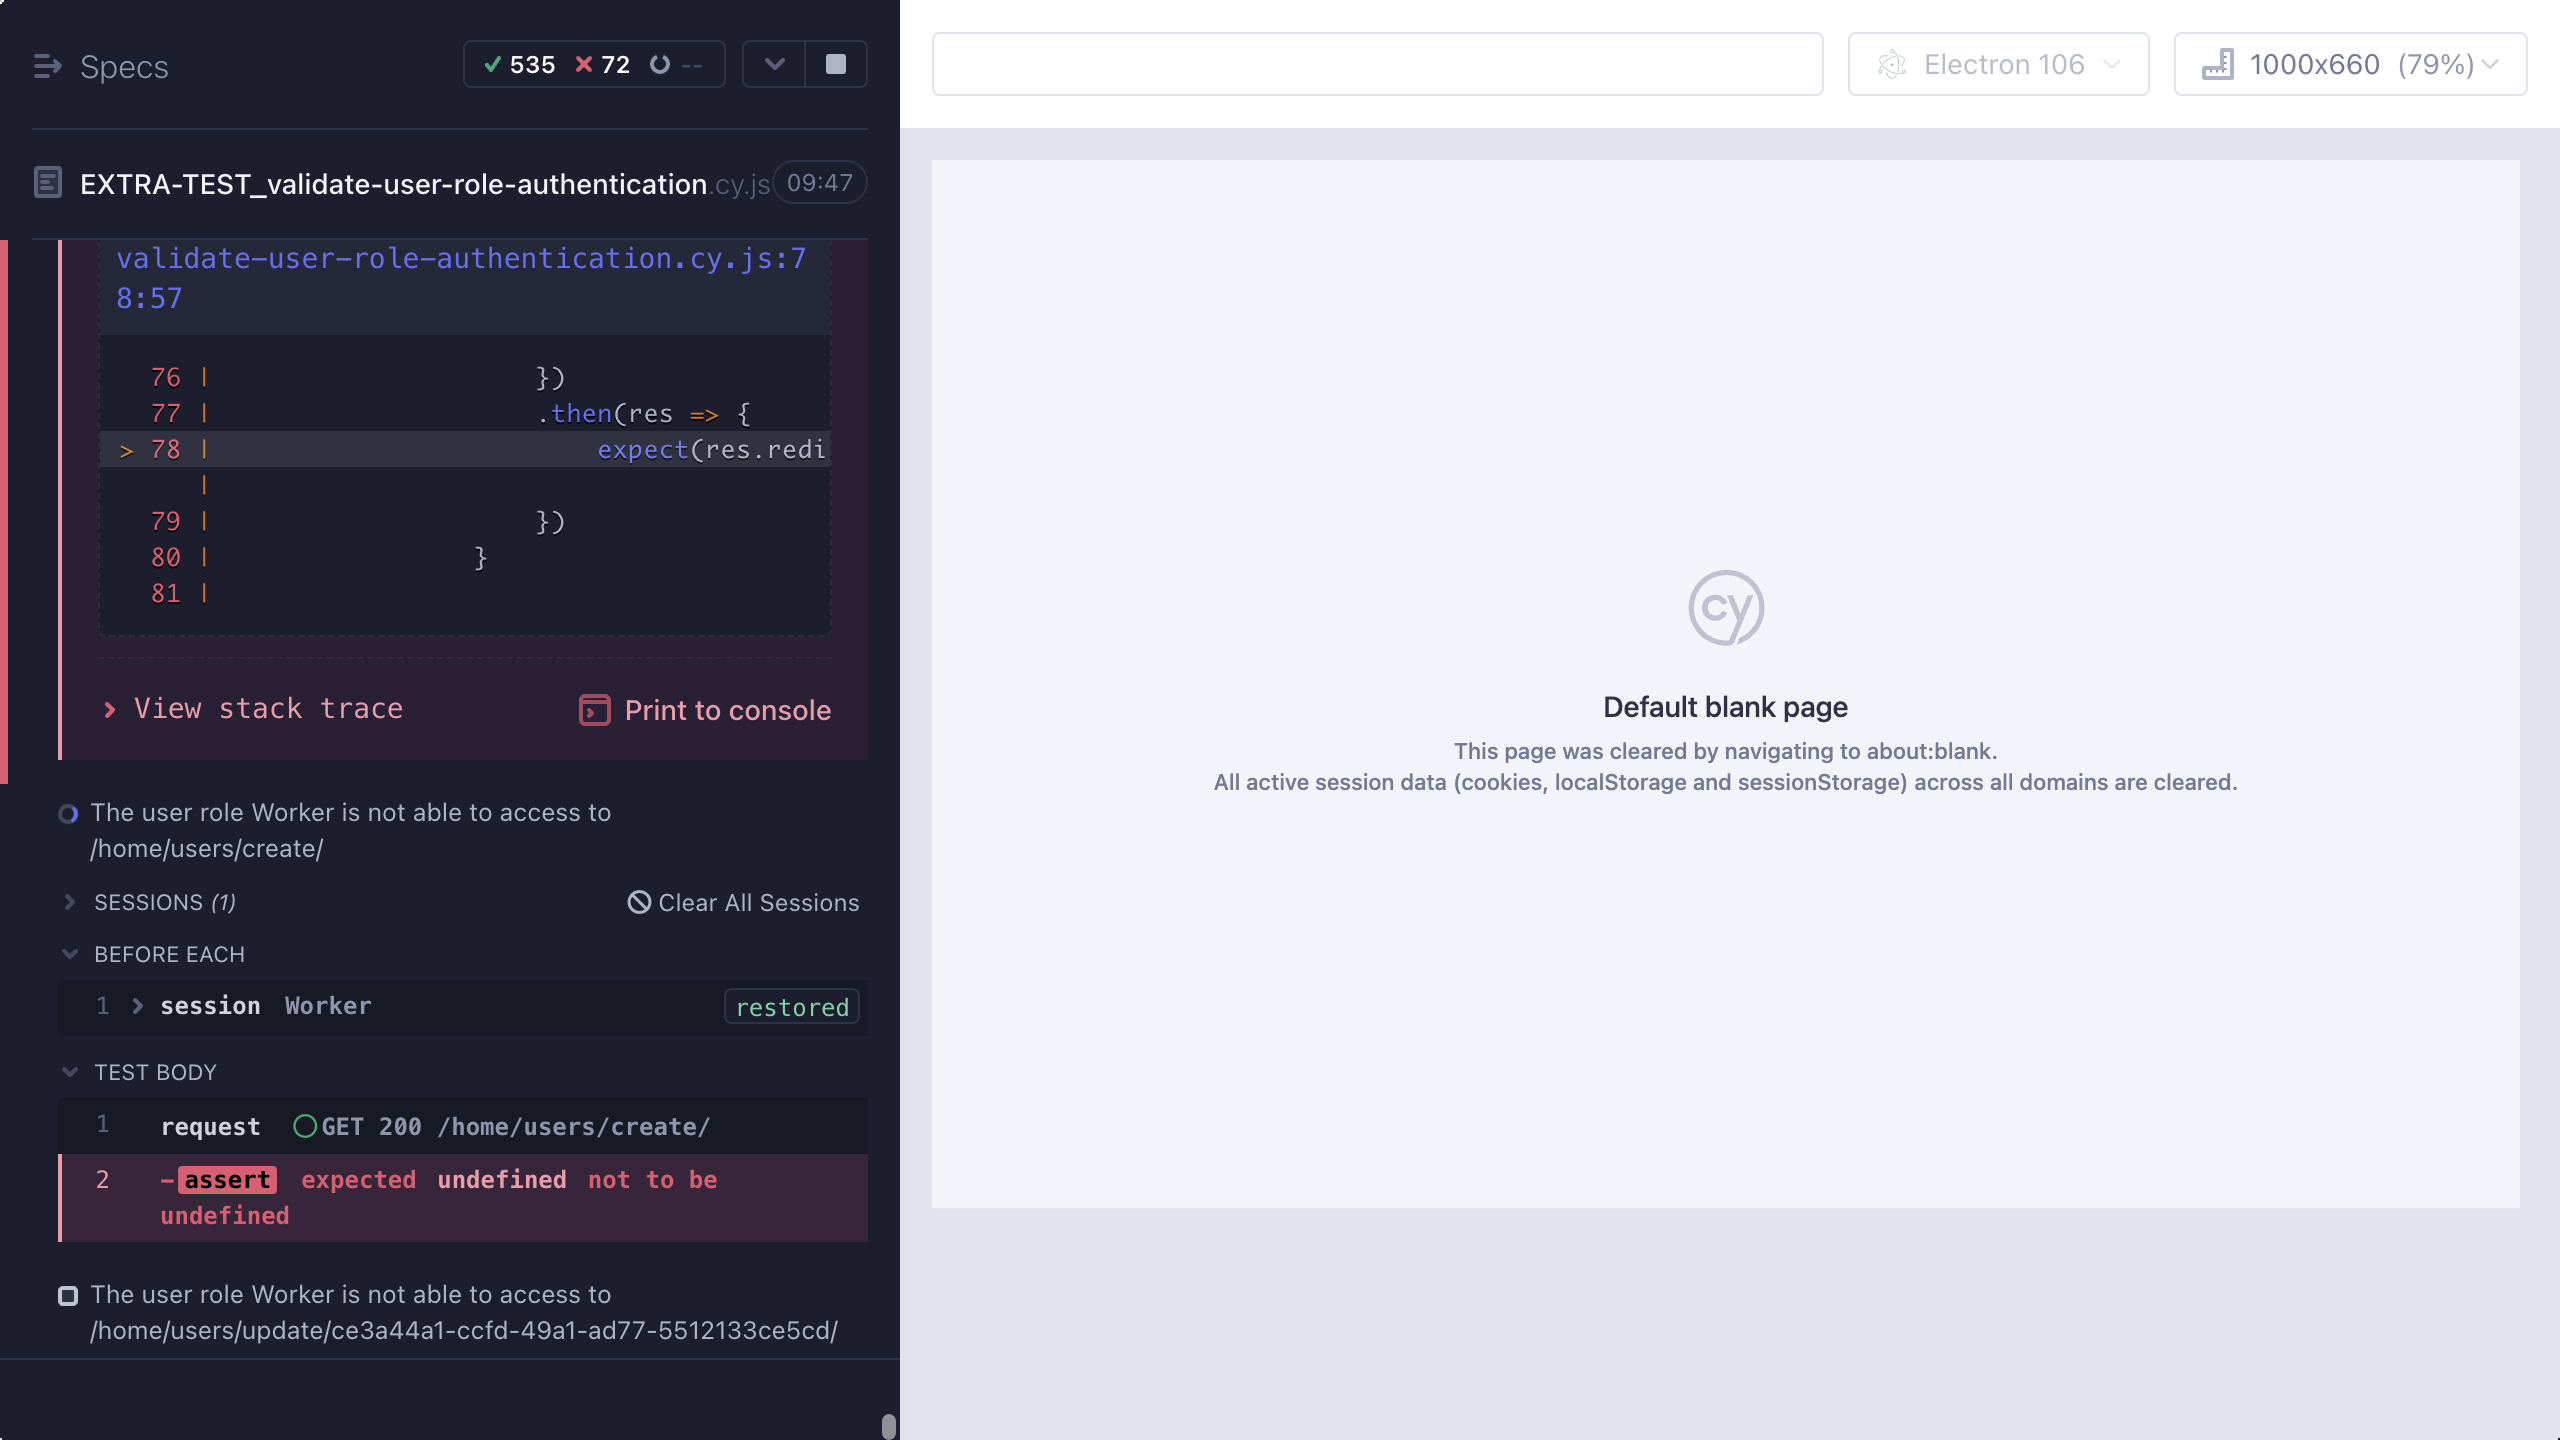 Specs
535 72 --
EXTRA-TEST_validate-user-role-authentication.cy.js 09:47
validate-user-role-authentication.cy.js:7
8:57
76 | })
77 | .then(res => {
> 78 | expect(res.redi
|
79 | })
80 | }
81 |
View stack trace
Print to console
The user role Worker is not able to access to
/home/users/create/
SESSIONS (1)
Clear All Sessions
BEFORE EACH
1 session Worker restored
TEST BODY
1 request GET 200 /home/users/create/
2 -assert expected undefined not to be
undefined
The user role Worker is not able to access to
/home/users/update/ce3a44a1-ccfd-49a1-ad77-5512133ce5cd/
Electron 106
1000x660 (79%)
cy
Default blank page
This page was cleared by navigating to about:blank.
All active session data (cookies, localStorage and sessionStorage) across all domains are cleared.